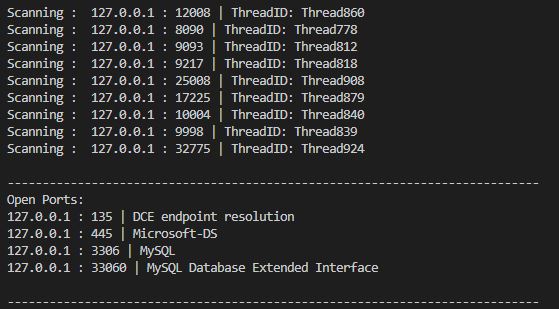 Scanning :  127.0.0.1 : 12008 | ThreadID: Thread860
Scanning :  127.0.0.1 : 8090 | ThreadID: Thread778
Scanning :  127.0.0.1 : 9093 | ThreadID: Thread812
Scanning :  127.0.0.1 : 9217 | ThreadID: Thread818
Scanning :  127.0.0.1 : 25008 | ThreadID: Thread908
Scanning :  127.0.0.1 : 17225 | ThreadID: Thread879
Scanning :  127.0.0.1 : 10004 | ThreadID: Thread840
Scanning :  127.0.0.1 : 9998 | ThreadID: Thread839
Scanning :  127.0.0.1 : 32775 | ThreadID: Thread924
----------------------------------------------------------------------------
Open Ports:
127.0.0.1 : 135 | DCE endpoint resolution
127.0.0.1 : 445 | Microsoft-DS
127.0.0.1 : 3306 | MySQL
127.0.0.1 : 33060 | MySQL Database Extended Interface
----------------------------------------------------------------------------